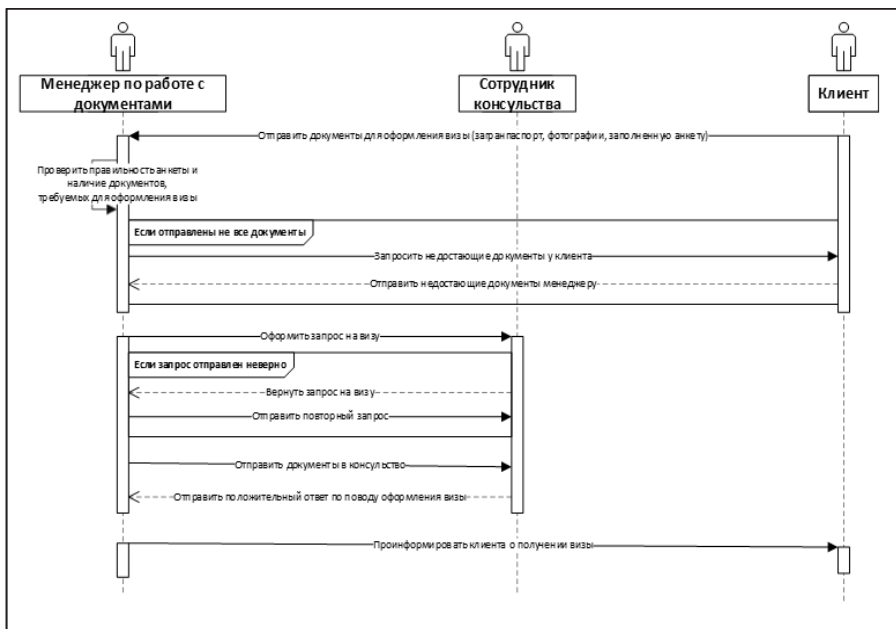 Менеджер по работе с
документами
Сотрудник
консульства
Клиент
Отправить документы для оформления визы (загранпаспорт, фотографии, заполненную анкету)
Проверить правильность анкеты и
наличие документов,
требуемых для оформления визы
Если отправлены не все документы
Запросить недостающие документы у клиента
Отправить недостающие документы менеджеру
Оформить запрос на визу
Если запрос отправлен неверно
Вернуть запрос на визу
Отправить повторный запрос
Отправить документы в консульство
Отправить положительный ответ по поводу оформления визы
Проинформировать клиента о получении визы